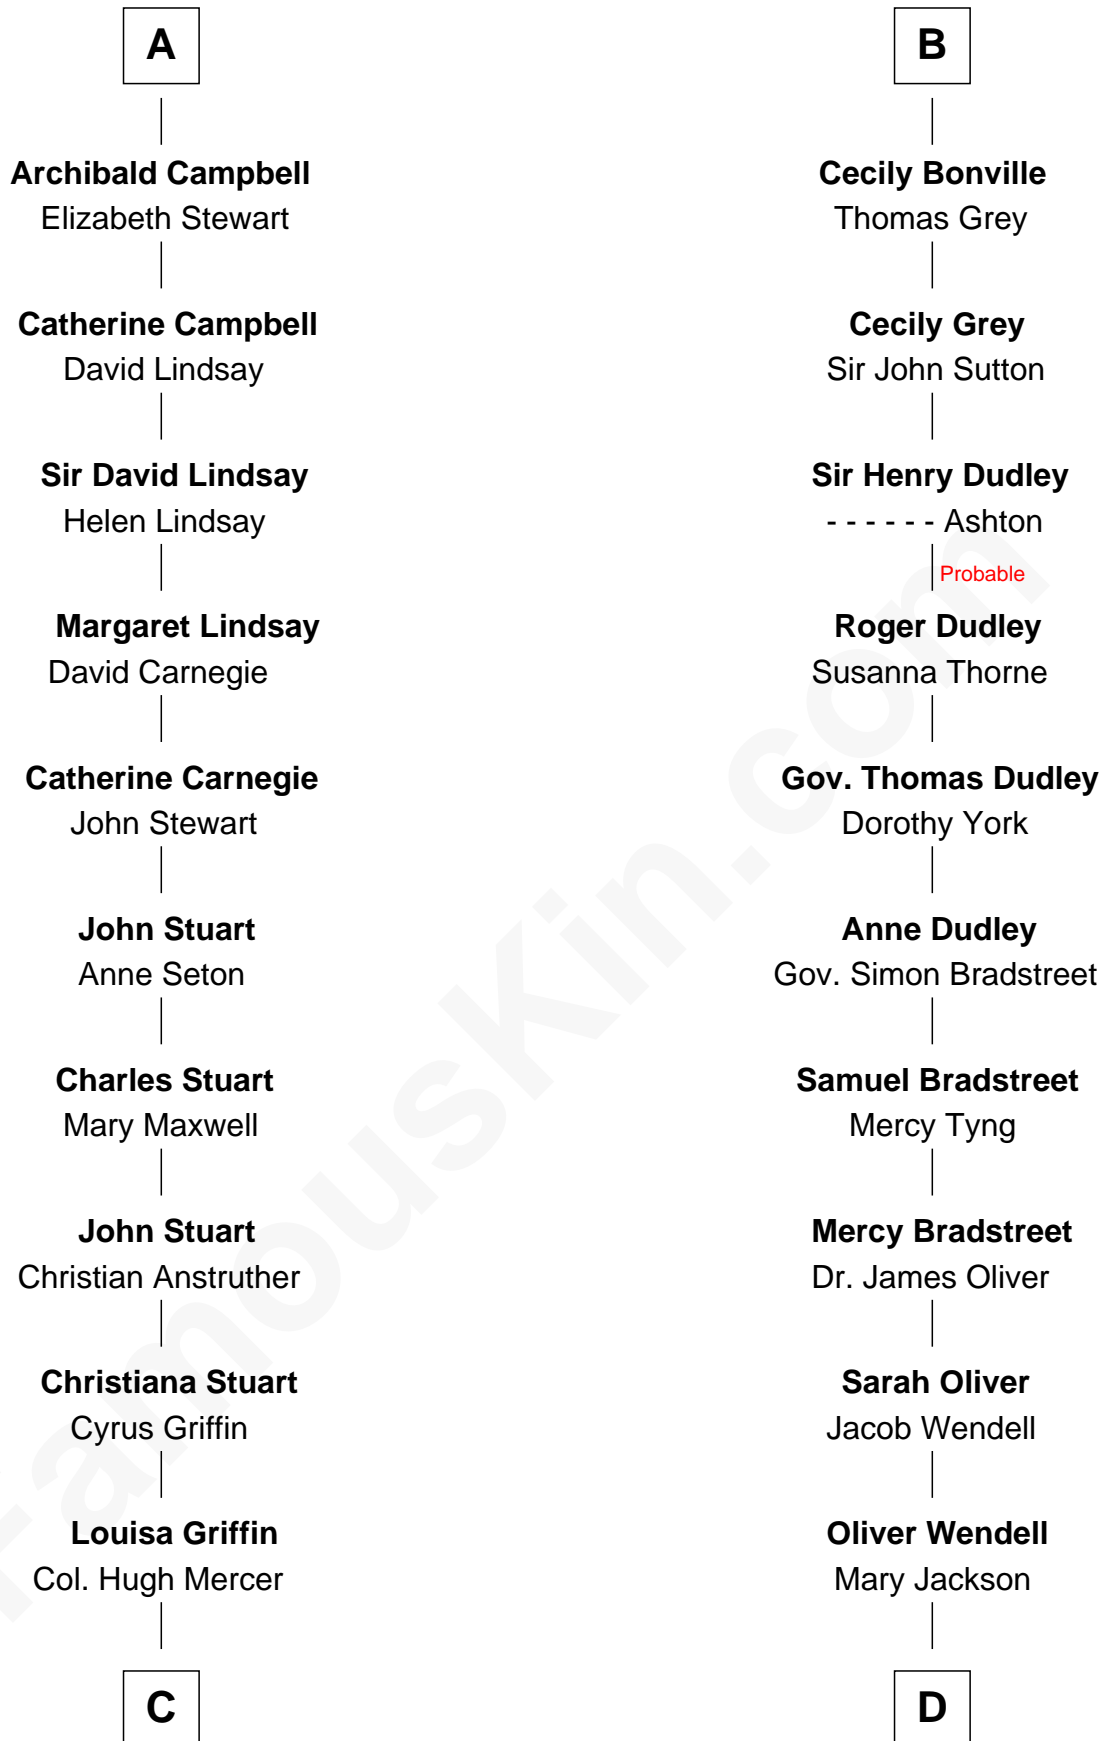 A
Archibald Campbell
Elizabeth Stewart
Catherine Campbell
David Lindsay
Sir David Lindsay
Helen Lindsay
Margaret Lindsay
David Carnegie
Catherine Carnegie
John Stewart
John Stuart
Anne Seton
Charles Stuart
Mary Maxwell
John Stuart
Christian Anstruther
Christiana Stuart
Cyrus Griffin
Louisa Griffin
Col. Hugh Mercer
C
B
Cecily Bonville
Thomas Grey
Cecily Grey
Sir John Sutton
Sir Henry Dudley
- - - - - - Ashton
Probable
Roger Dudley
Susanna Thorne
Gov. Thomas Dudley
Dorothy York
Anne Dudley
Gov. Simon Bradstreet
Samuel Bradstreet
Mercy Tyng
Mercy Bradstreet
Dr. James Oliver
Sarah Oliver
Jacob Wendell
Oliver Wendell
Mary Jackson
D
FamousKin.com